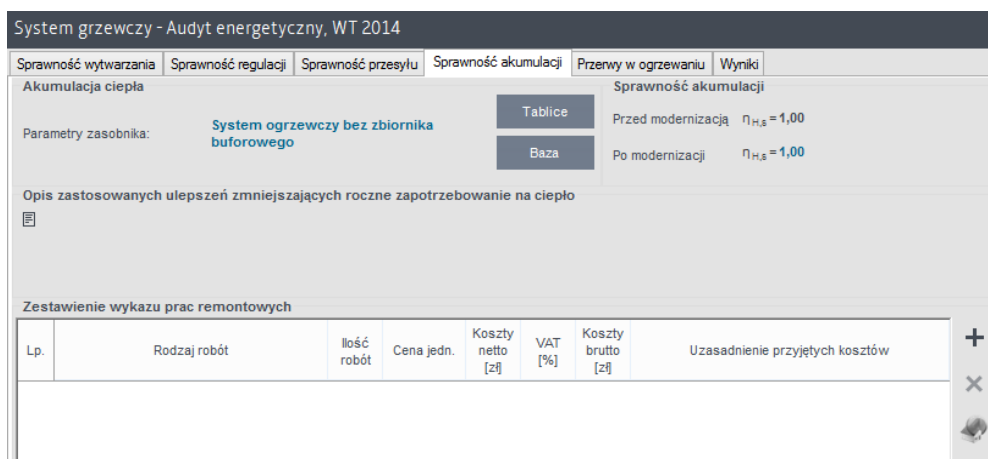 System grzewczy - Audyt energetyczny, WT 2014
Sprawność wytwarzania
Sprawność regulacji
Sprawność przesyłu
Sprawność akumulacji
Przerwy w ogrzewaniu
Wyniki
Akumulacja ciepła
Parametry zasobnika:
System ogrzewczy bez zbiornika
buforowego
Tablice
Baza
Sprawność akumulacji
Przed modernizacją η H,s = 1,00
Po modernizacji η H,s = 1,00
Opis zastosowanych ulepszeń zmniejszających roczne zapotrzebowanie na ciepło
Zestawienie wykazu prac remontowych
Lp.
Rodzaj robót
Ilość
robót
Cena jedn.
Koszty
netto
[zł]
VAT
[%]
Koszty
brutto
[zł]
Uzasadnienie przyjętych kosztów